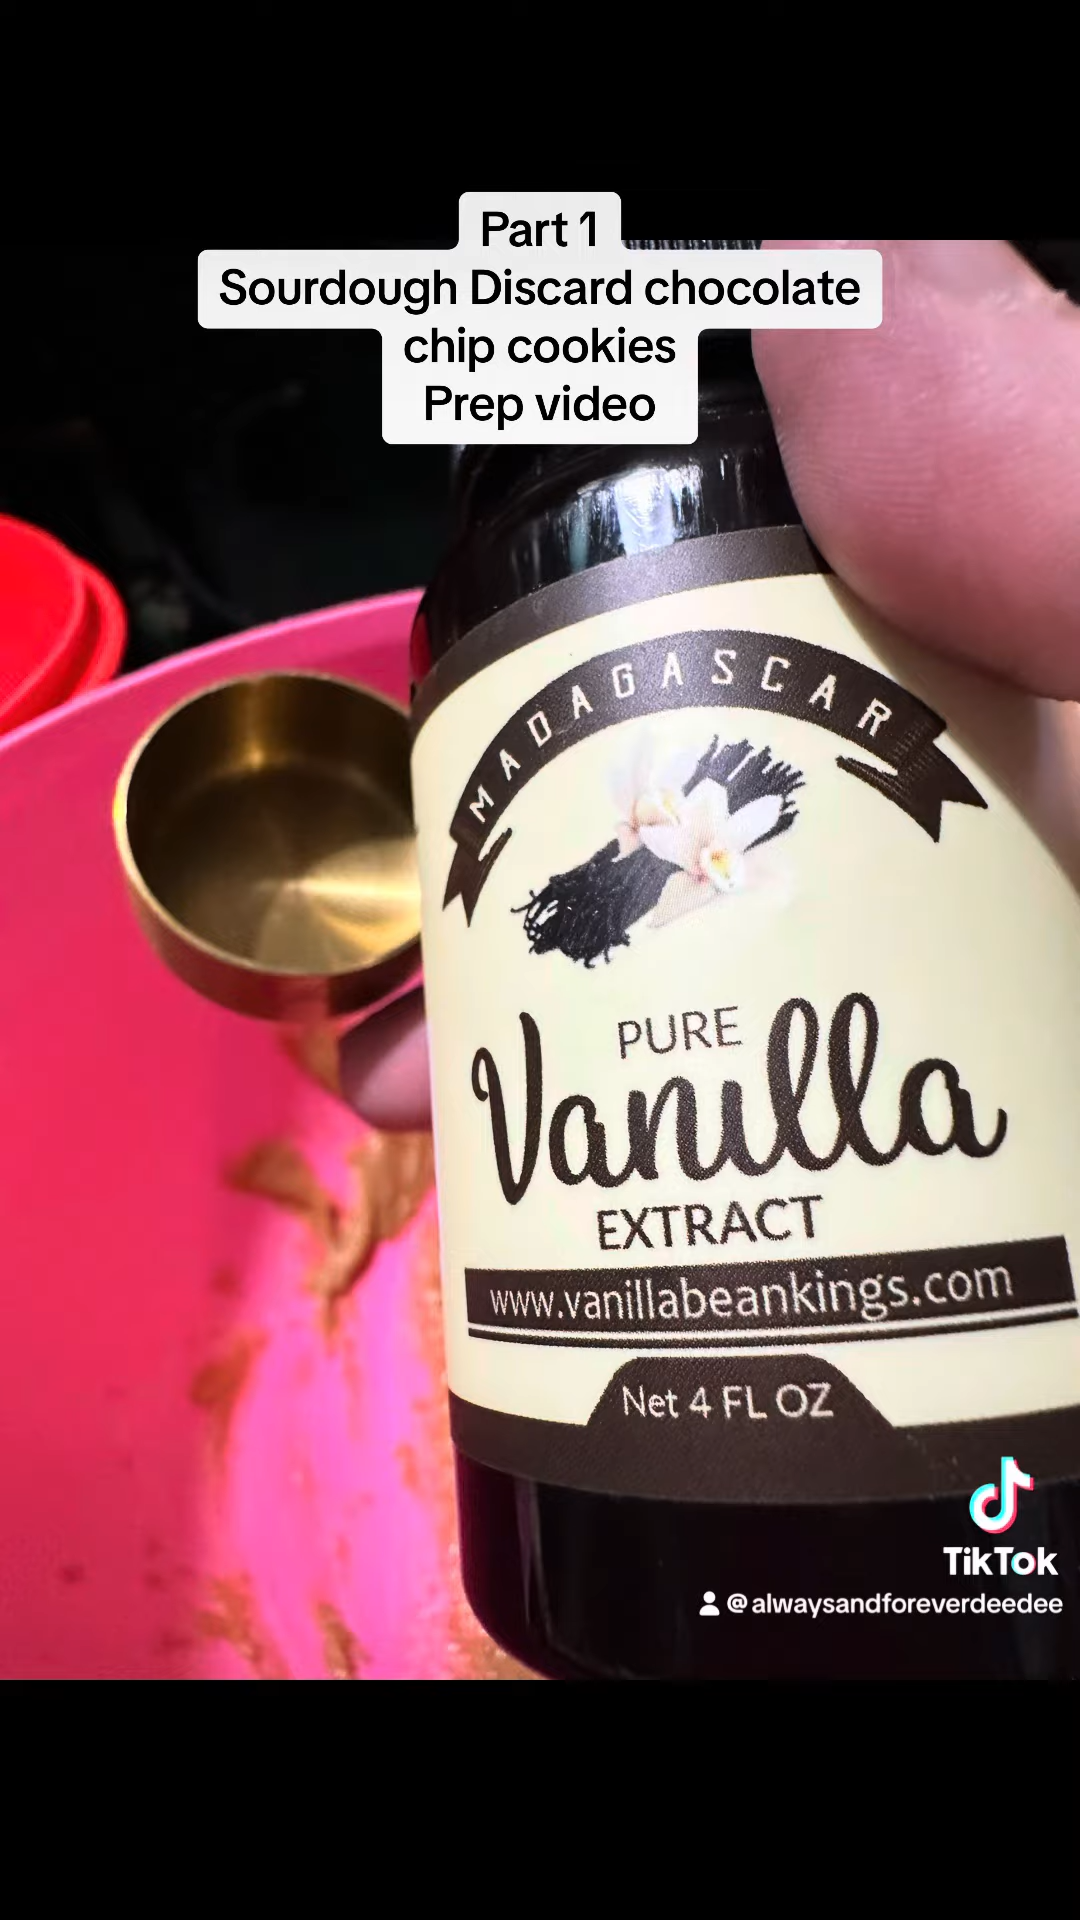 Part 1
Sourdough Discard chocolate
chip cookies
Prep video
MADAGASCAR
PURE
Vanilla
EXTRACT
www.vanillabeankings.com
Net 4 FL OZ
TikTok
@alwaysandforeverdeedee